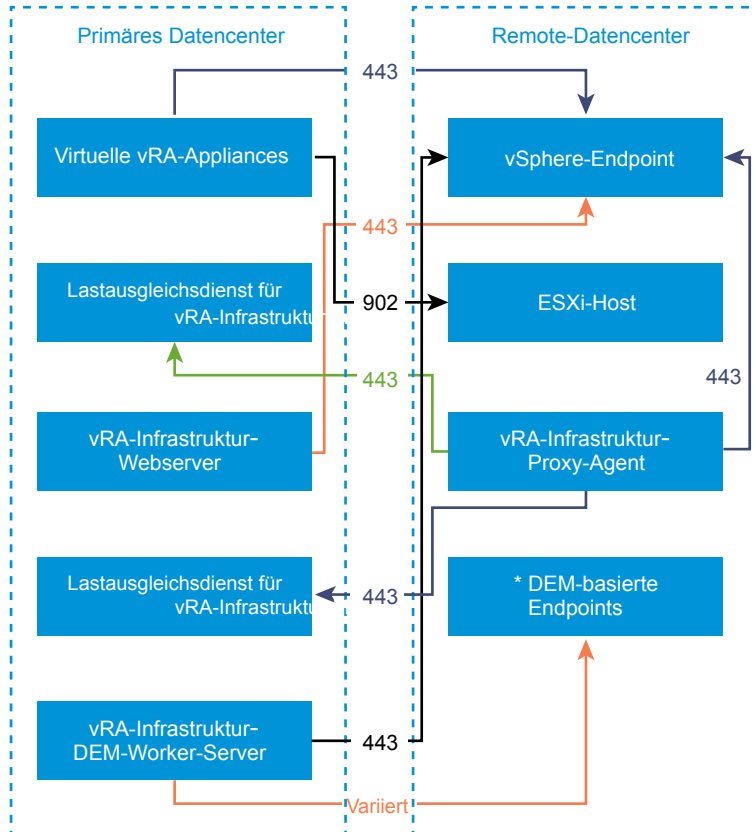 Primäres Datencenter
Remote-Datencenter
443
Virtuelle vRA-Appliances
vSphere-Endpoint
443
Lastausgleichsdienst für
vRA-Infrastruktu
902
ESXi-Host
443
443
vRA-Infrastruktur-
Webserver
vRA-Infrastruktur-
Proxy-Agent
Lastausgleichsdienst für
vRA-Infrastruktu
443
* DEM-basierte
Endpoints
vRA-Infrastruktur-
DEM-Worker-Server
443
Variiert